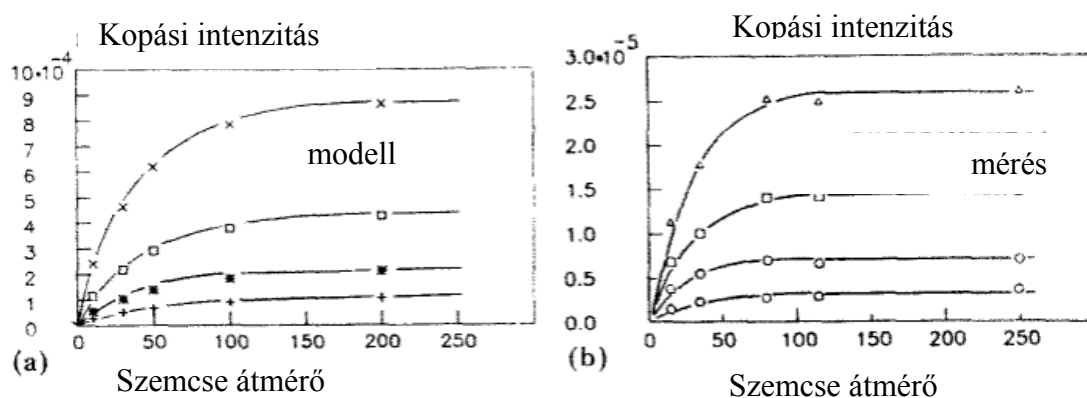 Kopási intenzitás
10·10⁻⁴
9
8
7
6
5
4
3
2
1
0
modell
0 50 100 150 200 250
(a)
Szemcse átmérő
Kopási intenzitás
3.0·10⁻⁵
2.5
2.0
1.5
1.0
0.5
0.0
mérés
0 50 100 150 200 250
(b)
Szemcse átmérő